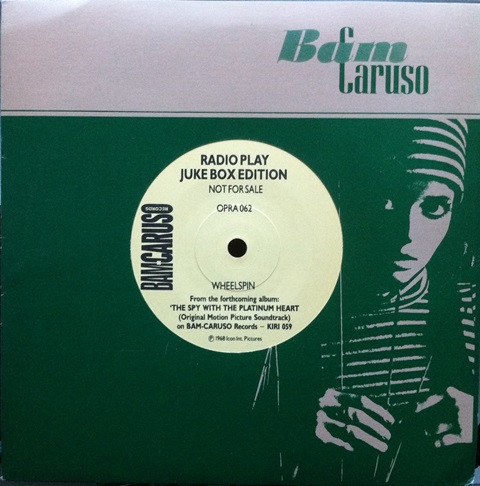 Bam
Caruso
RADIO PLAY
JUKE BOX EDITION
NOT FOR SALE
OPRA 062
BAM-CARUSO
RECORDS
WHEELSPIN
From the forthcoming album:
'THE SPY WITH THE PLATINUM HEART
(Original Motion Picture Soundtrack)
on BAM-CARUSO Records – KIRI 059
℗ 1968 Icon Int. Pictures